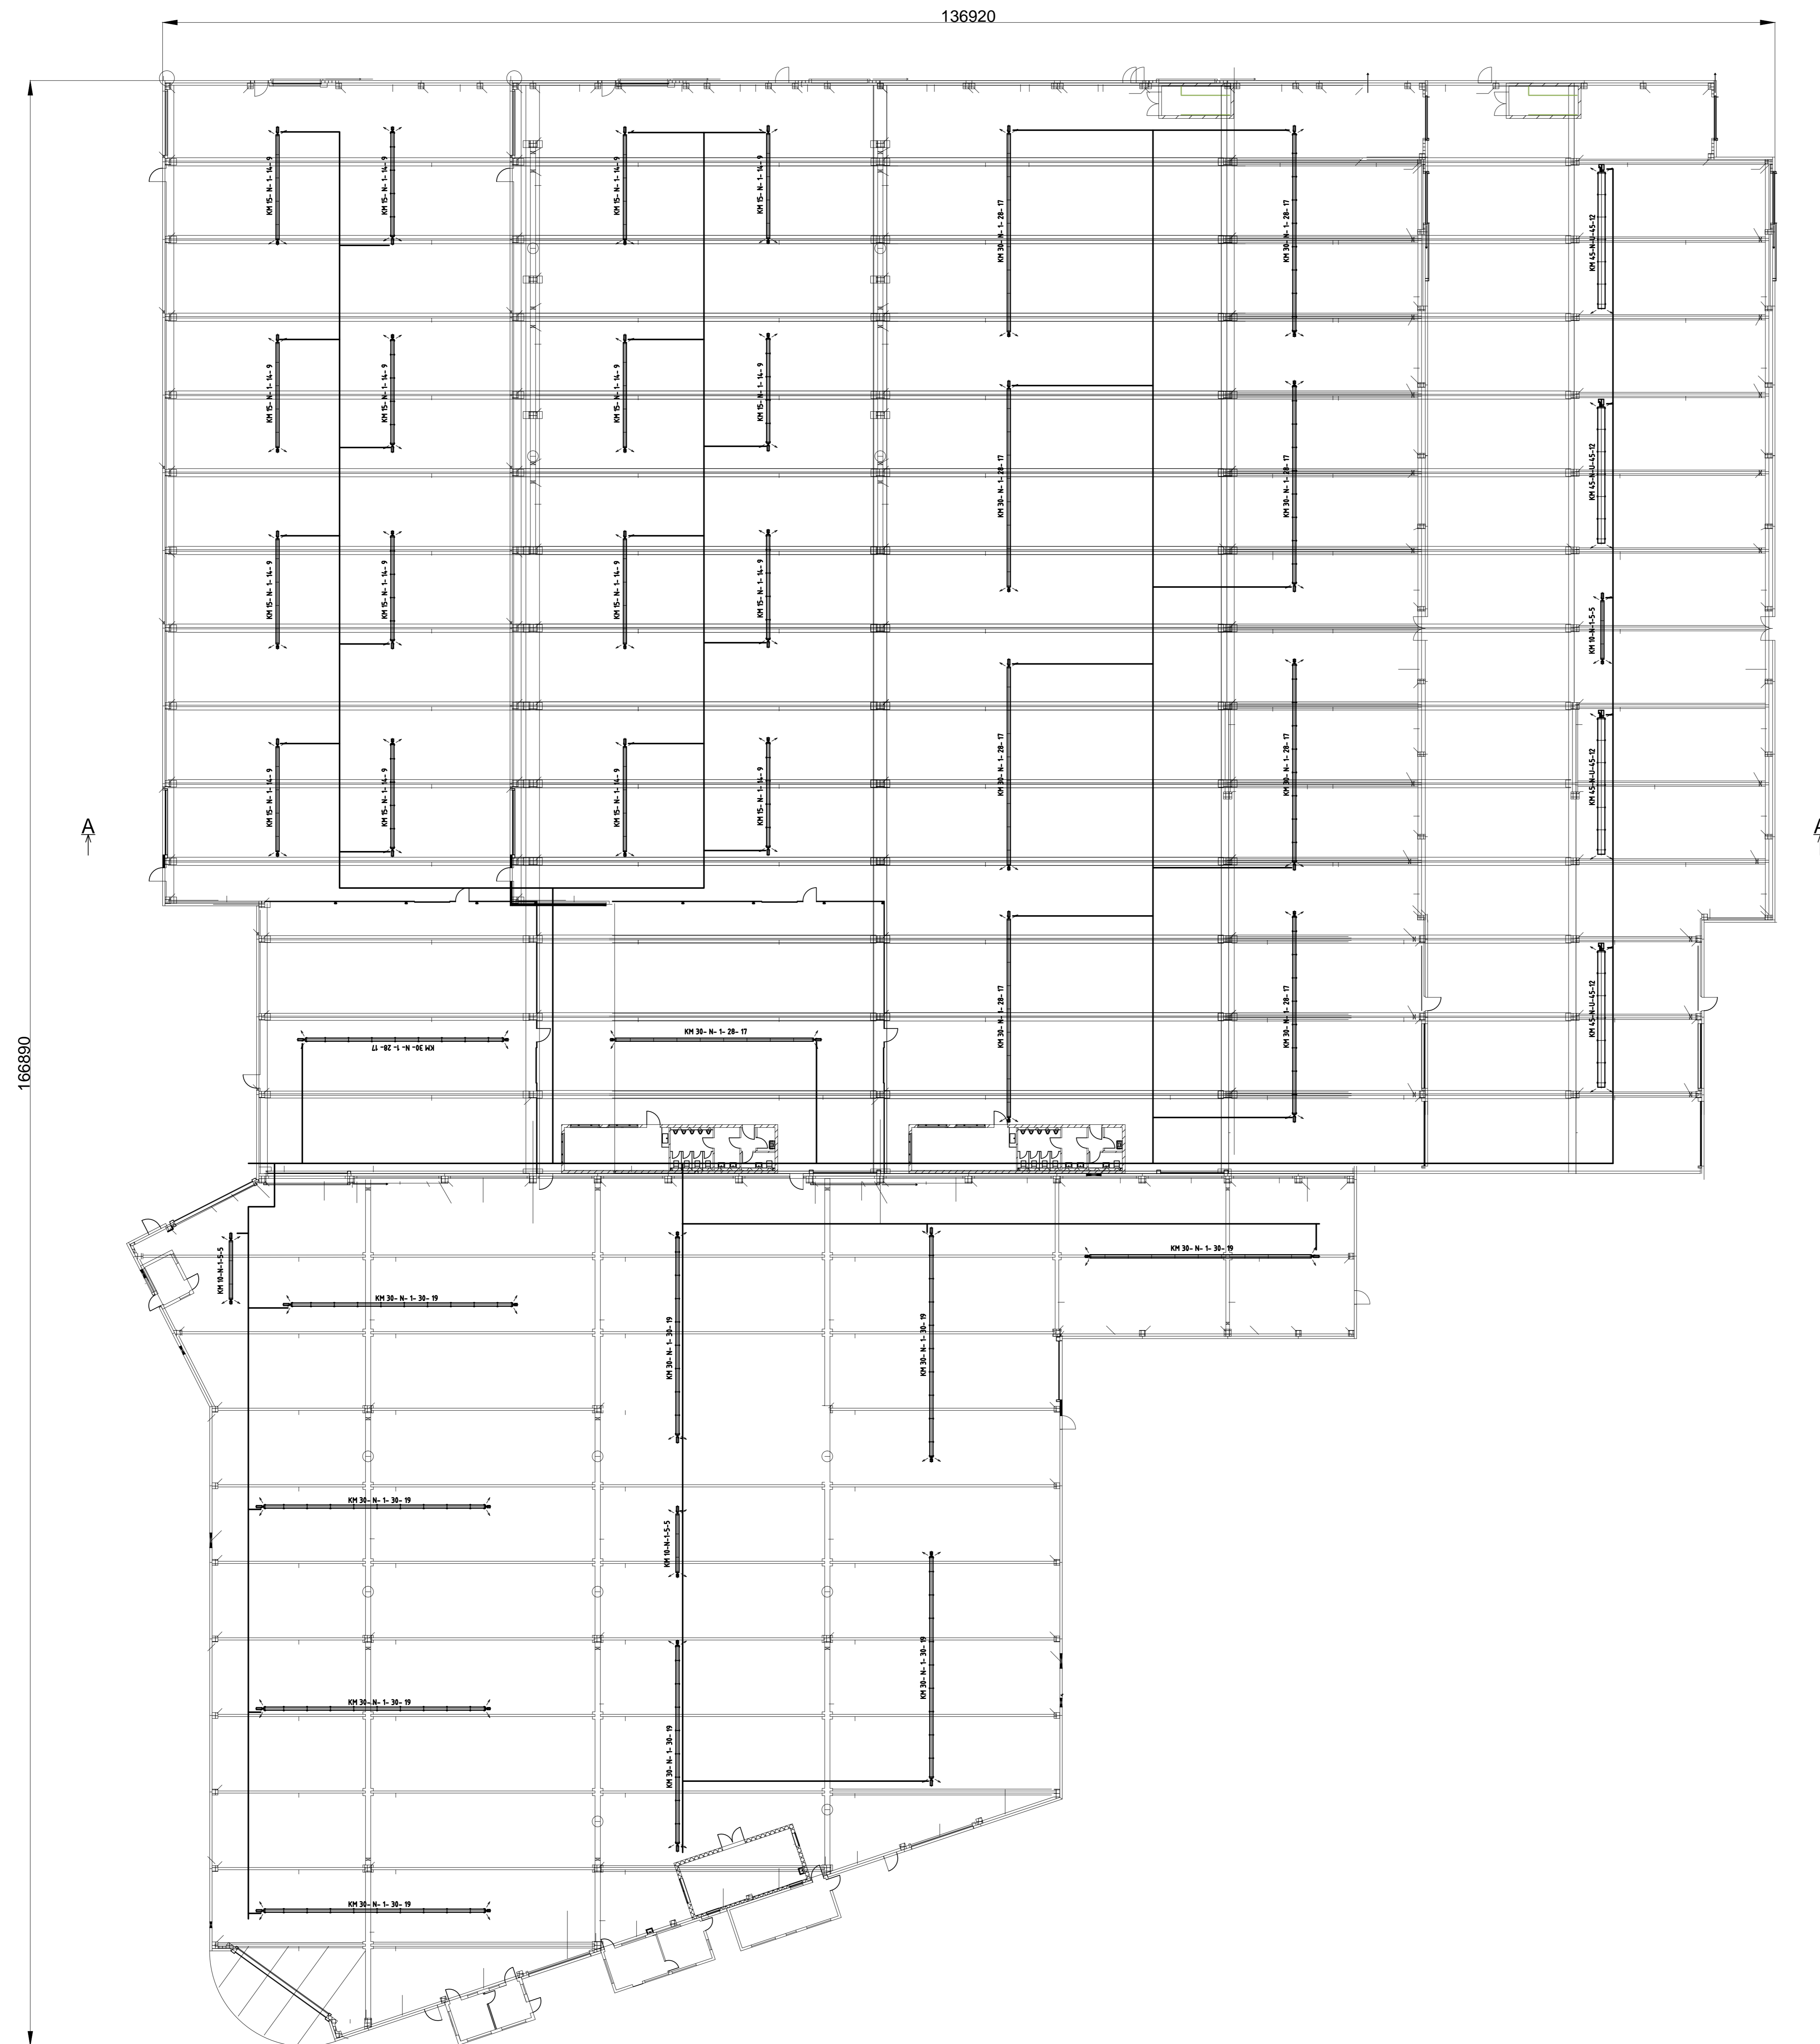 136920
KM 15- N- 1- 14- 9
KM 15- N- 1- 14- 9
KM 15- N- 1- 14- 9
KM 15- N- 1- 14- 9
KM 30- N- 1- 28- 17
KM 30- N- 1- 28- 17
KM 45-N-U-45-12
KM 15- N- 1- 14- 9
KM 15- N- 1- 14- 9
KM 15- N- 1- 14- 9
KM 15- N- 1- 14- 9
KM 30- N- 1- 28- 17
KM 30- N- 1- 28- 17
KM 45-N-U-45-12
KM 15- N- 1- 14- 9
KM 15- N- 1- 14- 9
KM 15- N- 1- 14- 9
KM 15- N- 1- 14- 9
KM 10-N-1-5-5
KM 15- N- 1- 14- 9
KM 15- N- 1- 14- 9
KM 15- N- 1- 14- 9
KM 15- N- 1- 14- 9
KM 30- N- 1- 28- 17
KM 30- N- 1- 28- 17
KM 45-N-U-45-12
A
A
166890
KM 30- N- 1- 28- 17
KM 30- N- 1- 28- 17
KM 30- N- 1- 28- 17
KM 30- N- 1- 28- 17
KM 45-N-U-45-12
KM 10-N-1-5-5
KM 30- N- 1- 30- 19
KM 30- N- 1- 30- 19
KM 30- N- 1- 30- 19
KM 30- N- 1- 30- 19
KM 30- N- 1- 30- 19
KM 10-N-1-5-5
KM 30- N- 1- 30- 19
KM 30- N- 1- 30- 19
KM 30- N- 1- 30- 19
KM 30- N- 1- 30- 19